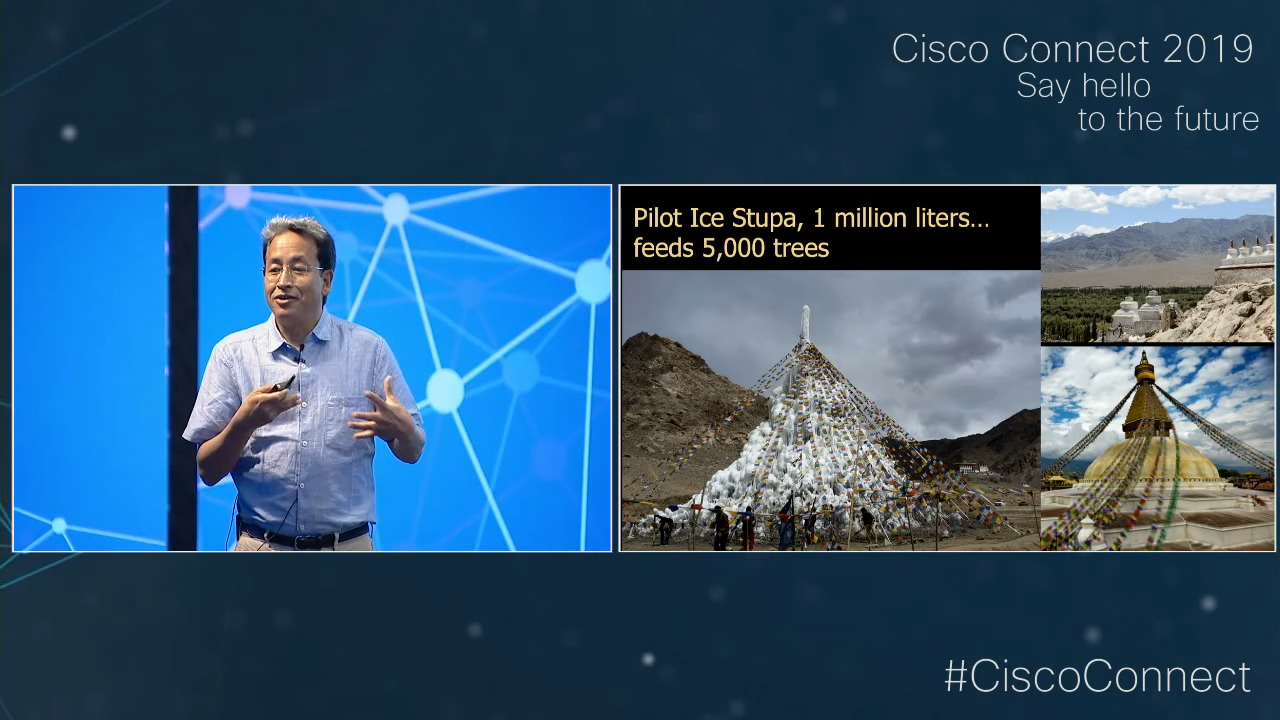 Cisco Connect 2019
Say hello
to the future
Pilot Ice Stupa, 1 million liters...
feeds 5,000 trees
#CiscoConnect